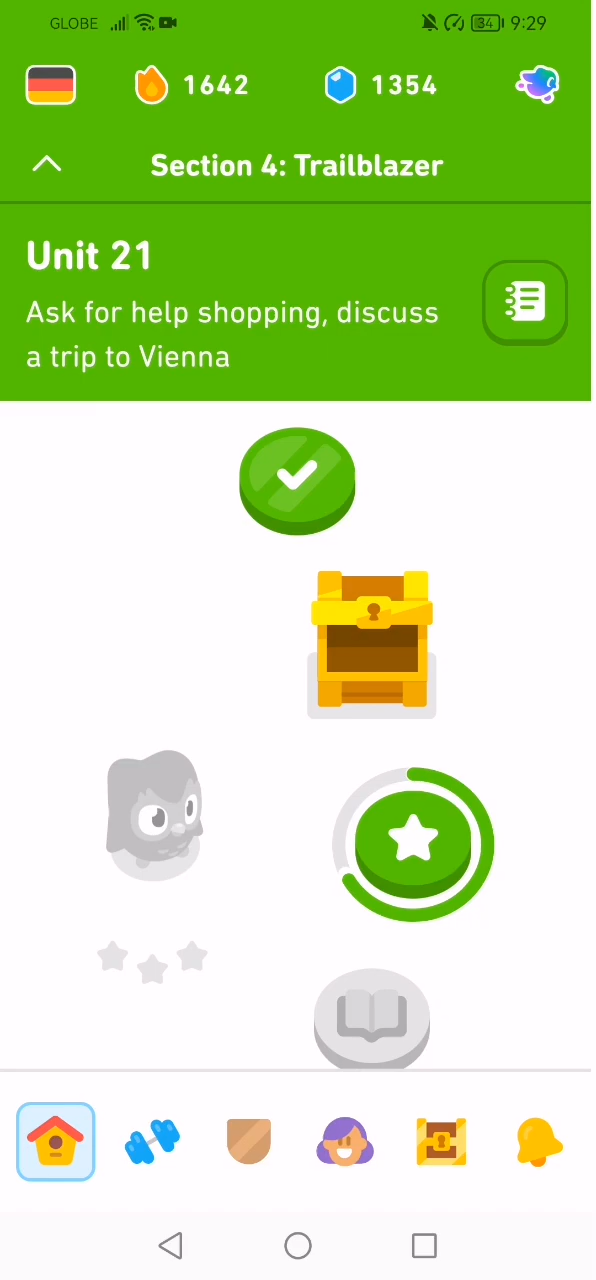 GLOBE 34 9:29
1642 1354
Section 4: Trailblazer
Unit 21
Ask for help shopping, discuss
a trip to Vienna